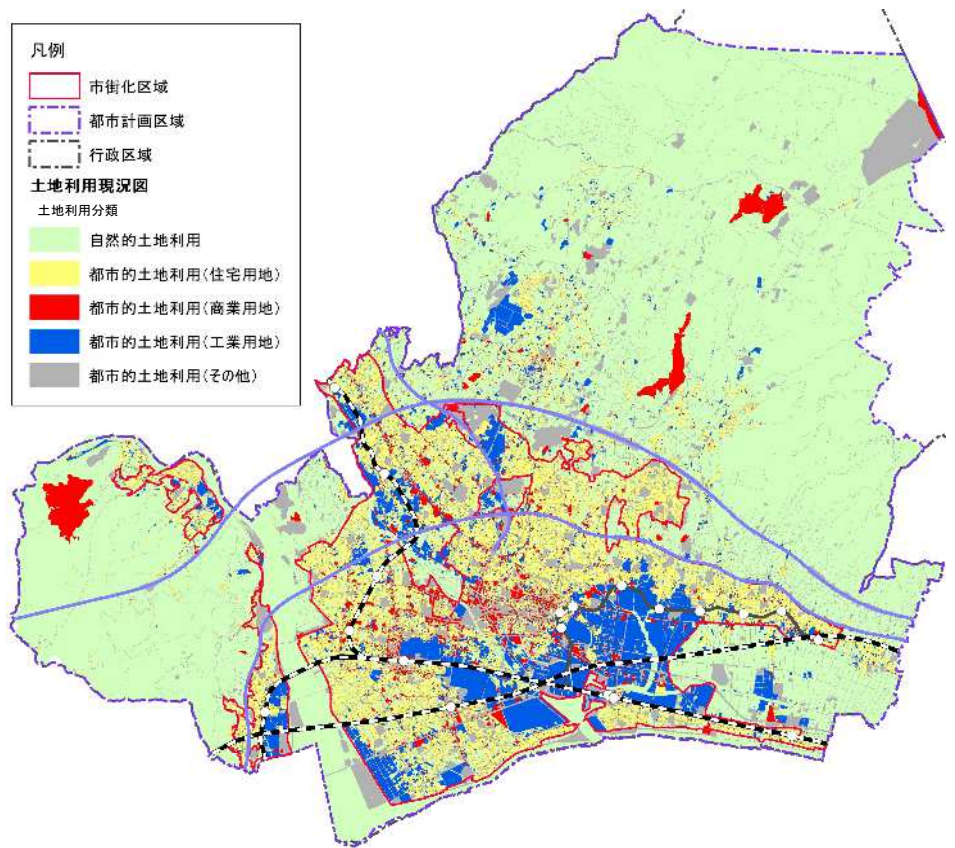 凡例
市街化区域
都市計画区域
行政区域
土地利用現況図
土地利用分類
自然的土地利用
都市的土地利用(住宅用地)
都市的土地利用(商業用地)
都市的土地利用(工業用地)
都市的土地利用(その他)